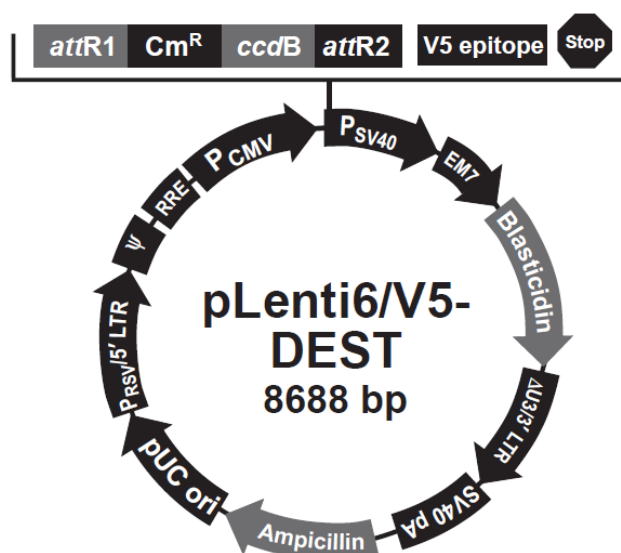 attR1 CmR ccdB attR2 V5 epitope Stop
PCMV
PSV40
EM7
Blasticidin
ΔU3/3′ LTR
SV40 pA
Ampicillin
pUC ori
PRSV/5′ LTR
ψ
RRE
pLenti6/V5-
DEST
8688 bp